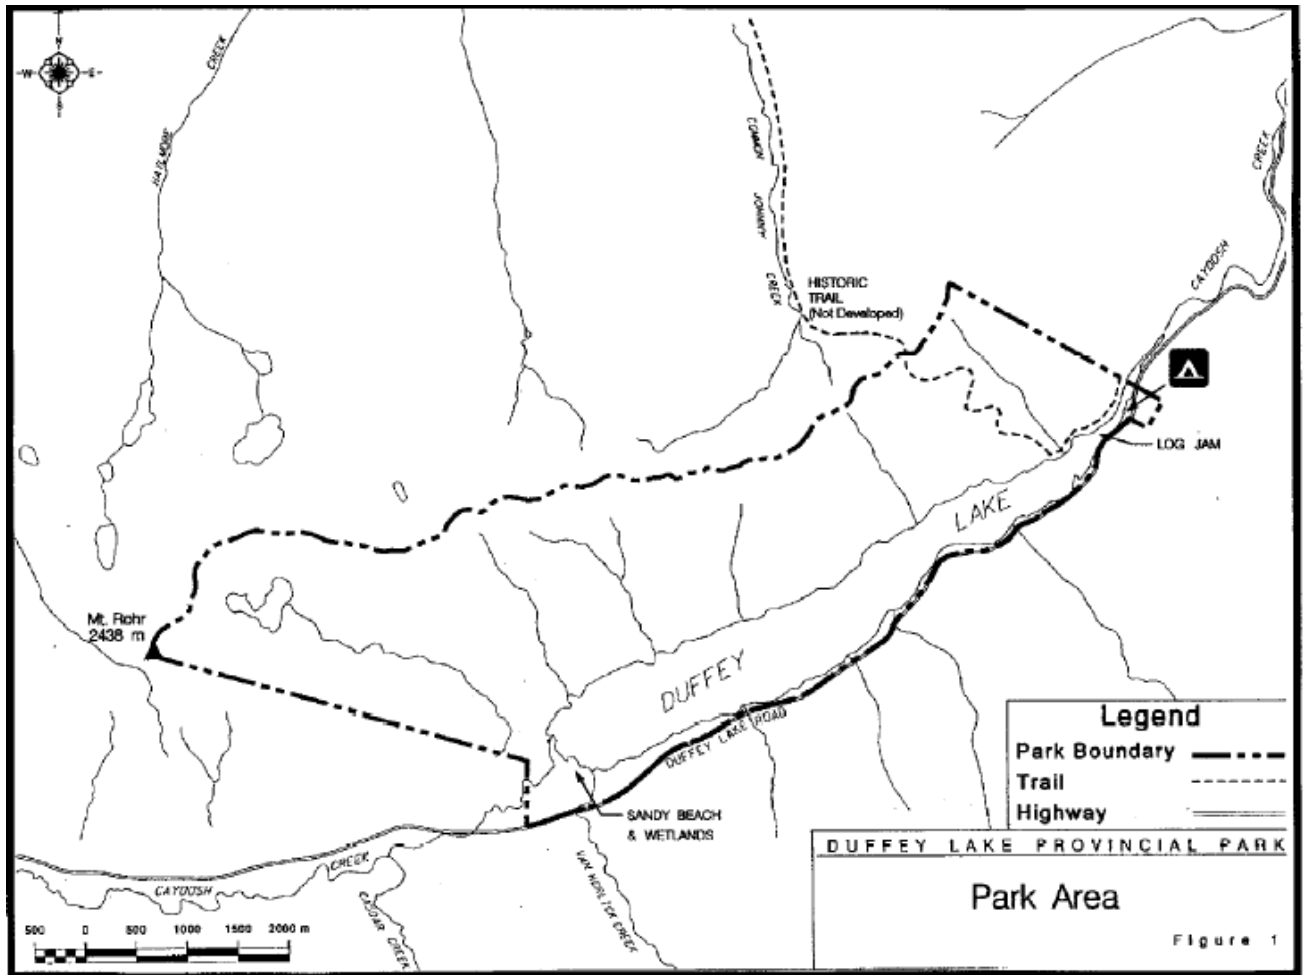 N
W
E
S
CREEK
HAILMORE
COMMON JOHNNY CREEK
CREEK
CAYOOSH
HISTORIC
TRAIL
(Not Developed)
LOG JAM
LAKE
DUFFEY
Mt. Rohr
2438 m
DUFFEY LAKE ROAD
SANDY BEACH
& WETLANDS
CREEK
CAYOOSH
CASGAR CREEK
VAN HORLICK CREEK
500 0 500 1000 1500 2000 m
Legend
Park Boundary
Trail
Highway
DUFFEY LAKE PROVINCIAL PARK
Park Area
Figure 1